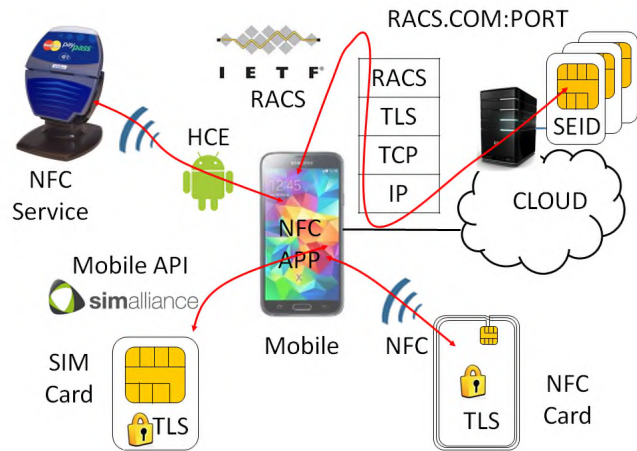 RACS.COM:PORT
PayPass
I E T F®
RACS
RACS
TLS
TCP
IP
SEID
HCE
NFC
Service
12:45
NFC
APP
CLOUD
Mobile API
simalliance
Mobile
NFC
SIM
Card
TLS
TLS
NFC
Card